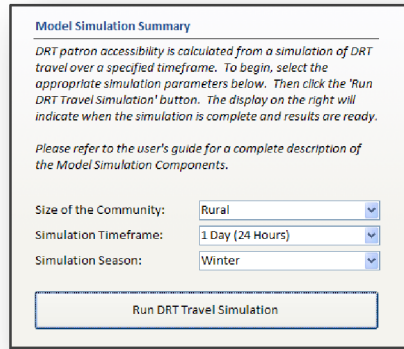 Model Simulation Summary
DRT patron accessibility is calculated from a simulation of DRT
travel over a specified timeframe. To begin, select the
appropriate simulation parameters below. Then click the 'Run
DRT Travel Simulation' button. The display on the right will
indicate when the simulation is complete and results are ready.
Please refer to the user's guide for a complete description of
the Model Simulation Components.
Size of the Community: Rural
Simulation Timeframe: 1 Day (24 Hours)
Simulation Season: Winter
Run DRT Travel Simulation